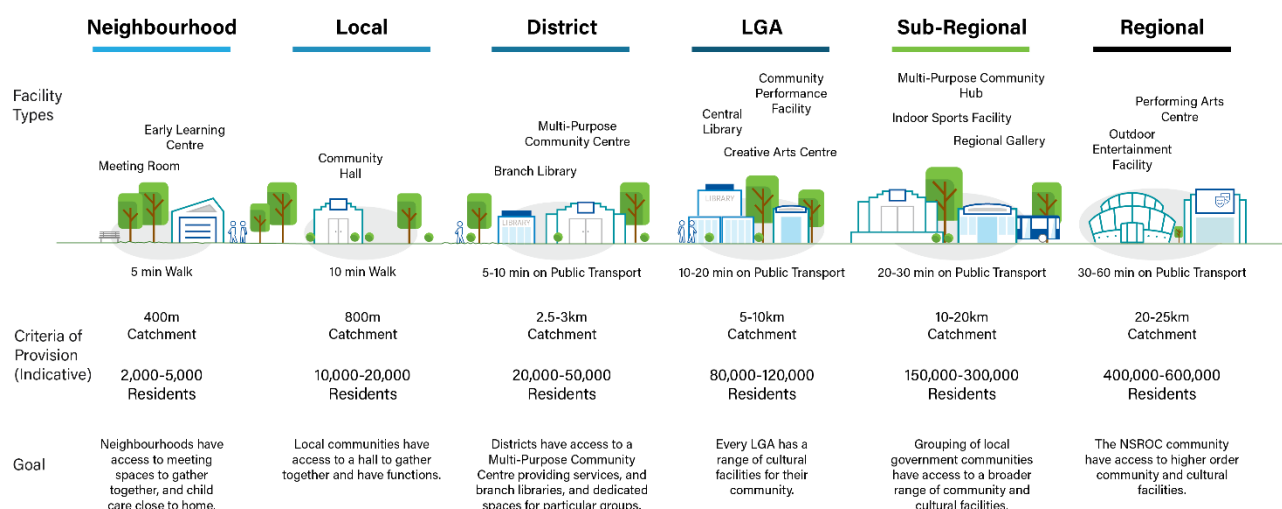 Neighbourhood
Local
District
LGA
Sub-Regional
Regional
Facility
Types
Early Learning
Centre
Meeting Room
Community
Hall
Multi-Purpose
Community Centre
Branch Library
Community
Performance
Facility
Central
Library
Creative Arts Centre
Multi-Purpose Community
Hub
Indoor Sports Facility
Regional Gallery
Performing Arts
Centre
Outdoor
Entertainment
Facility
LIBRARY
LIBRARY
5 min Walk
10 min Walk
5-10 min on Public Transport
10-20 min on Public Transport
20-30 min on Public Transport
30-60 min on Public Transport
Criteria of
Provision
(Indicative)
400m
Catchment
800m
Catchment
2.5-3km
Catchment
5-10km
Catchment
10-20km
Catchment
20-25km
Catchment
2,000-5,000
Residents
10,000-20,000
Residents
20,000-50,000
Residents
80,000-120,000
Residents
150,000-300,000
Residents
400,000-600,000
Residents
Goal
Neighbourhoods have
access to meeting
spaces to gather
together, and child
care close to home.
Local communities have
access to a hall to gather
together and have functions.
Districts have access to a
Multi-Purpose Community
Centre providing services, and
branch libraries, and dedicated
spaces for particular groups.
Every LGA has a
range of cultural
facilities for their
community.
Grouping of local
government communities
have access to a broader
range of community and
cultural facilities.
The NSROC community
have access to higher order
community and cultural
facilities.